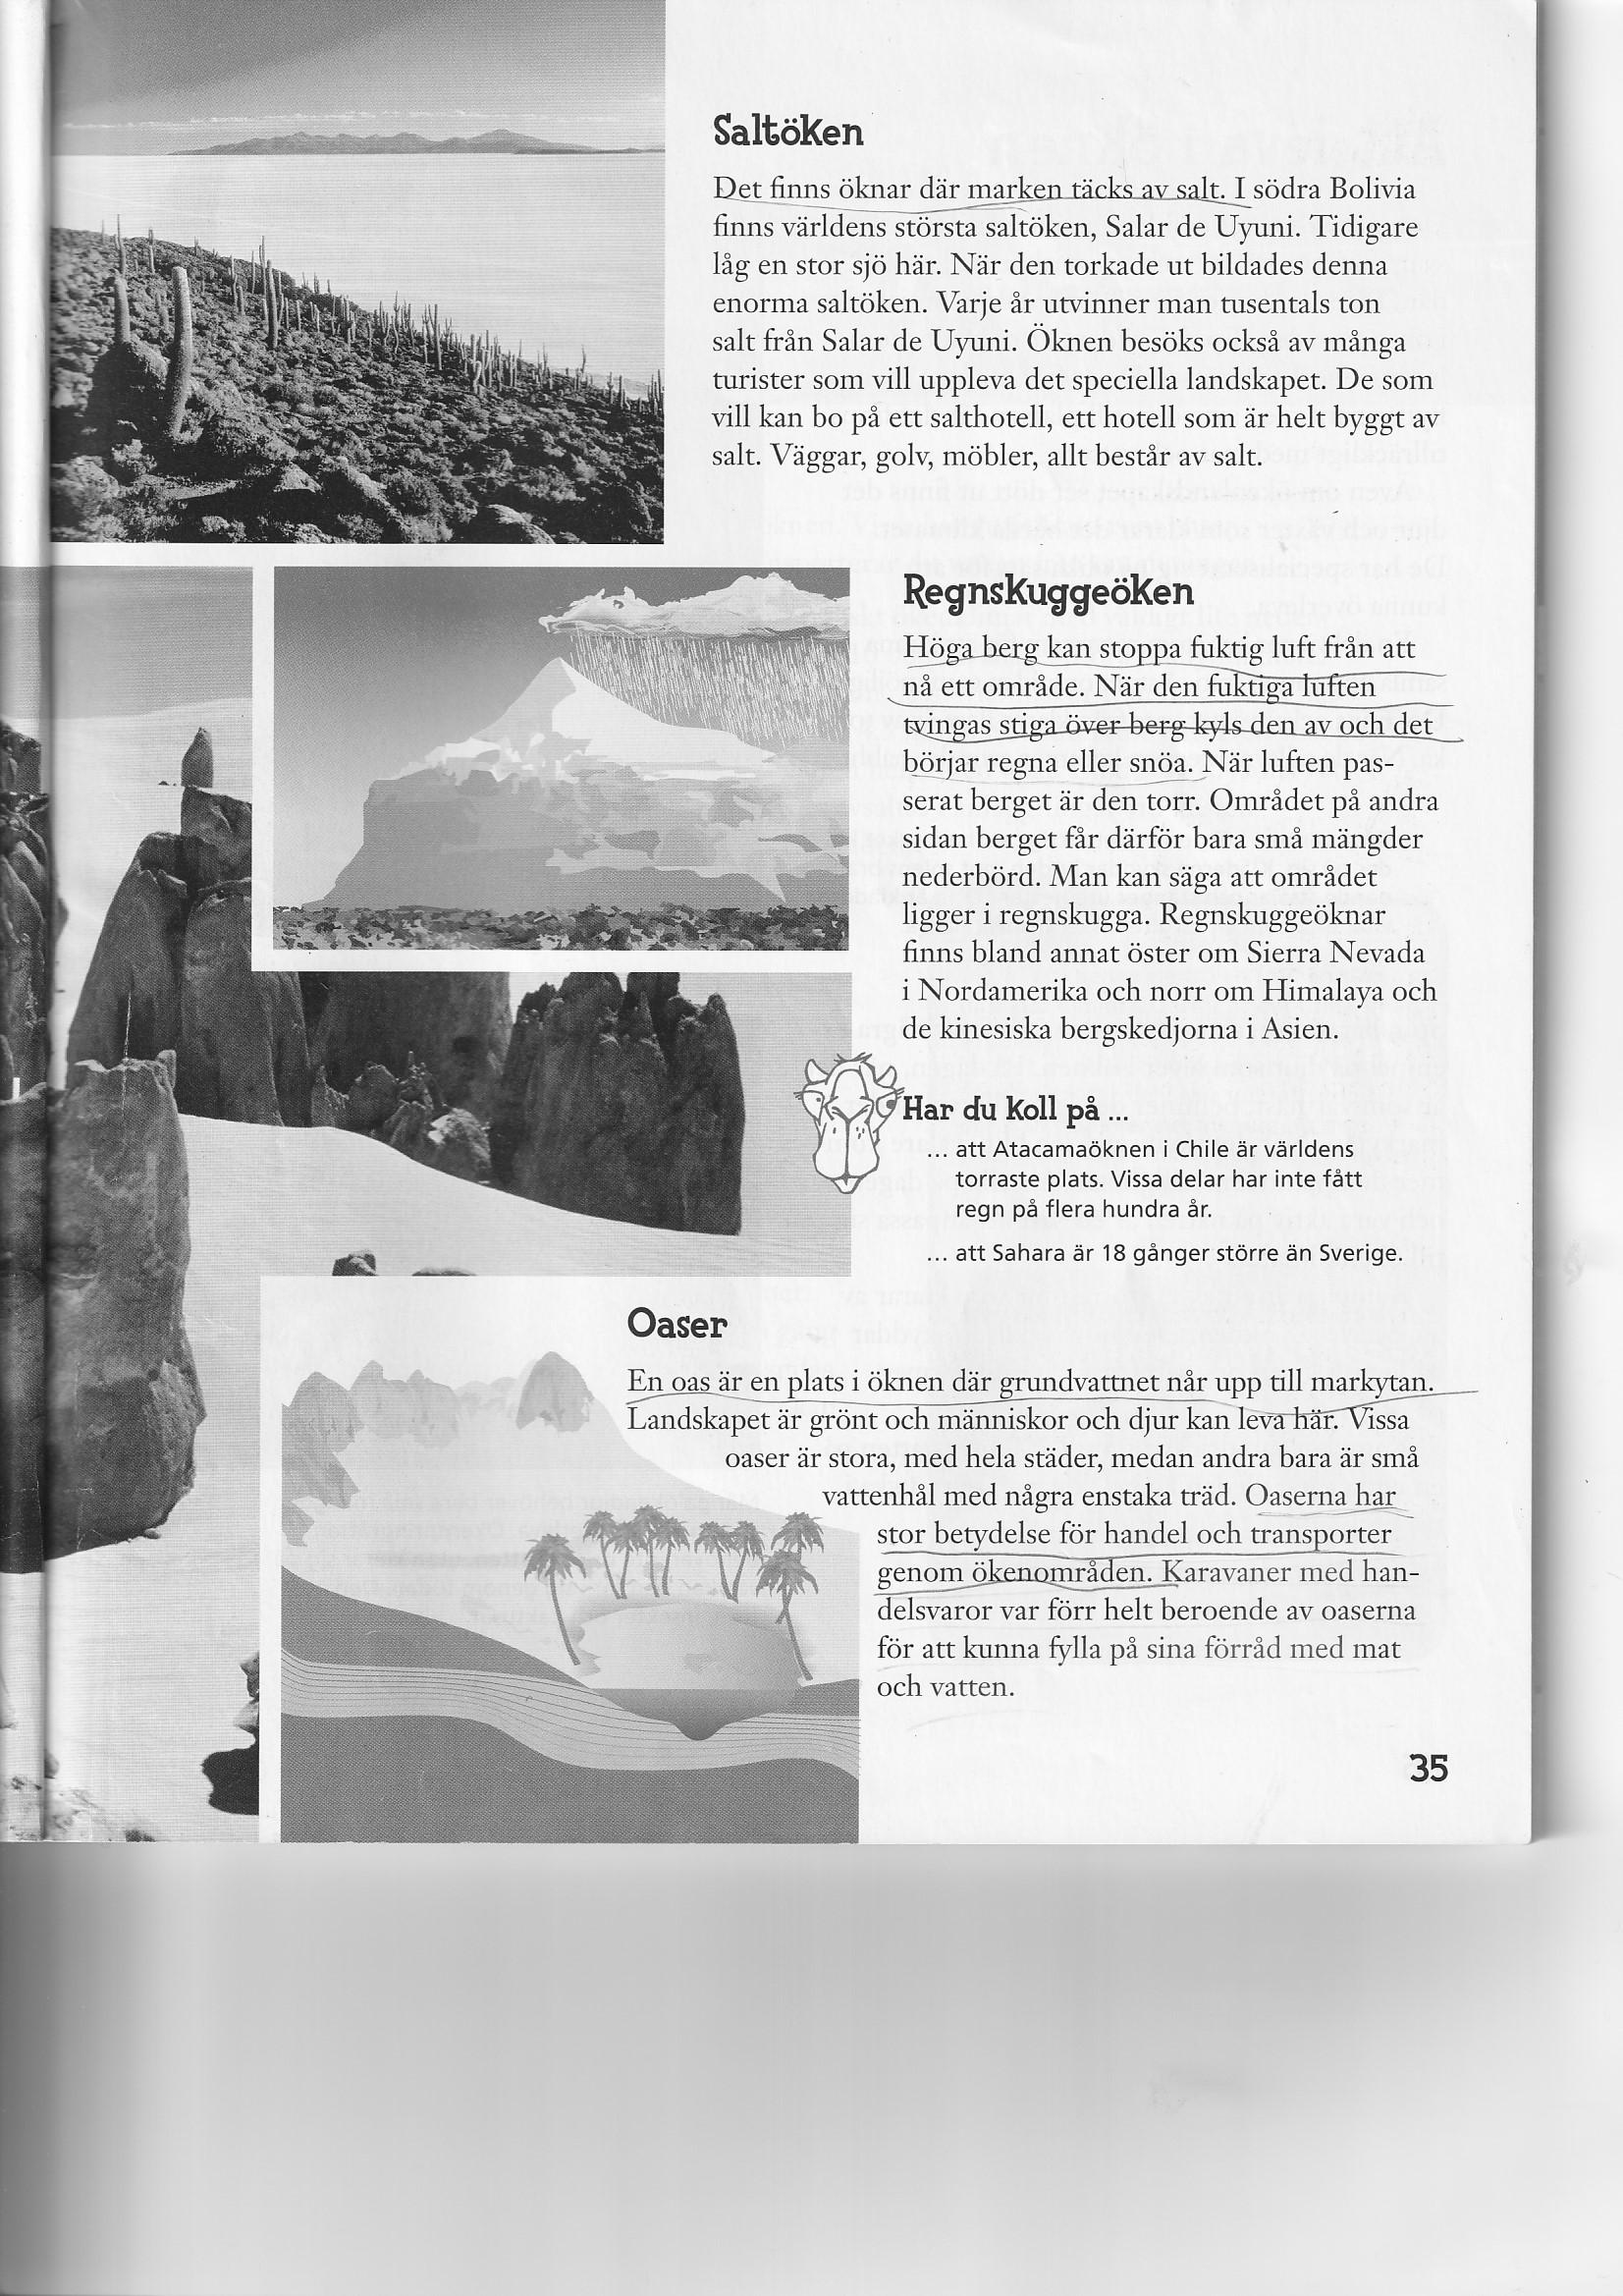 Saltöken
Det finns öknar där marken täcks av salt. I södra Bolivia
finns världens största saltöken, Salar de Uyuni. Tidigare
låg en stor sjö här. När den torkade ut bildades denna
enorma saltöken. Varje år utvinner man tusentals ton
salt från Salar de Uyuni. Öknen besöks också av många
turister som vill uppleva det speciella landskapet. De som
vill kan bo på ett salthotell, ett hotell som är helt byggt av
salt. Väggar, golv, möbler, allt består av salt.
Regnskuggeöken
Höga berg kan stoppa fuktig luft från att
nå ett område. När den fuktiga luften
tvingas stiga över berg kyls den av och det
börjar regna eller snöa. När luften pas-
serat berget är den torr. Området på andra
sidan berget får därför bara små mängder
nederbörd. Man kan säga att området
ligger i regnskugga. Regnskuggeöknar
finns bland annat öster om Sierra Nevada
i Nordamerika och norr om Himalaya och
de kinesiska bergskedjorna i Asien.
Har du koll på ...
... att Atacamaöknen i Chile är världens
torraste plats. Vissa delar har inte fått
regn på flera hundra år.
... att Sahara är 18 gånger större än Sverige.
Oaser
En oas är en plats i öknen där grundvattnet når upp till markytan.
Landskapet är grönt och människor och djur kan leva här. Vissa
oaser är stora, med hela städer, medan andra bara är små
vattenhål med några enstaka träd. Oaserna har
stor betydelse för handel och transporter
genom ökenområden. Karavaner med han-
delsvaror var förr helt beroende av oaserna
för att kunna fylla på sina förråd med mat
och vatten.
35